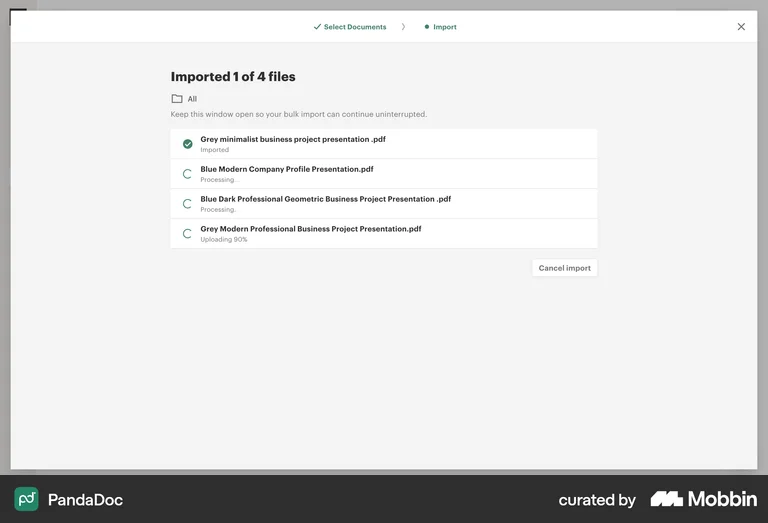 Select Documents
Import
Imported 1 of 4 files
All
Keep this window open so your bulk import can continue uninterrupted.
Grey minimalist business project presentation .pdf
Imported
Blue Modern Company Profile Presentation.pdf
Processing.
Blue Dark Professional Geometric Business Project Presentation .pdf
Processing.
Grey Modern Professional Business Project Presentation.pdf
Uploading 90%
Cancel import
pd PandaDoc
curated by Mobbin